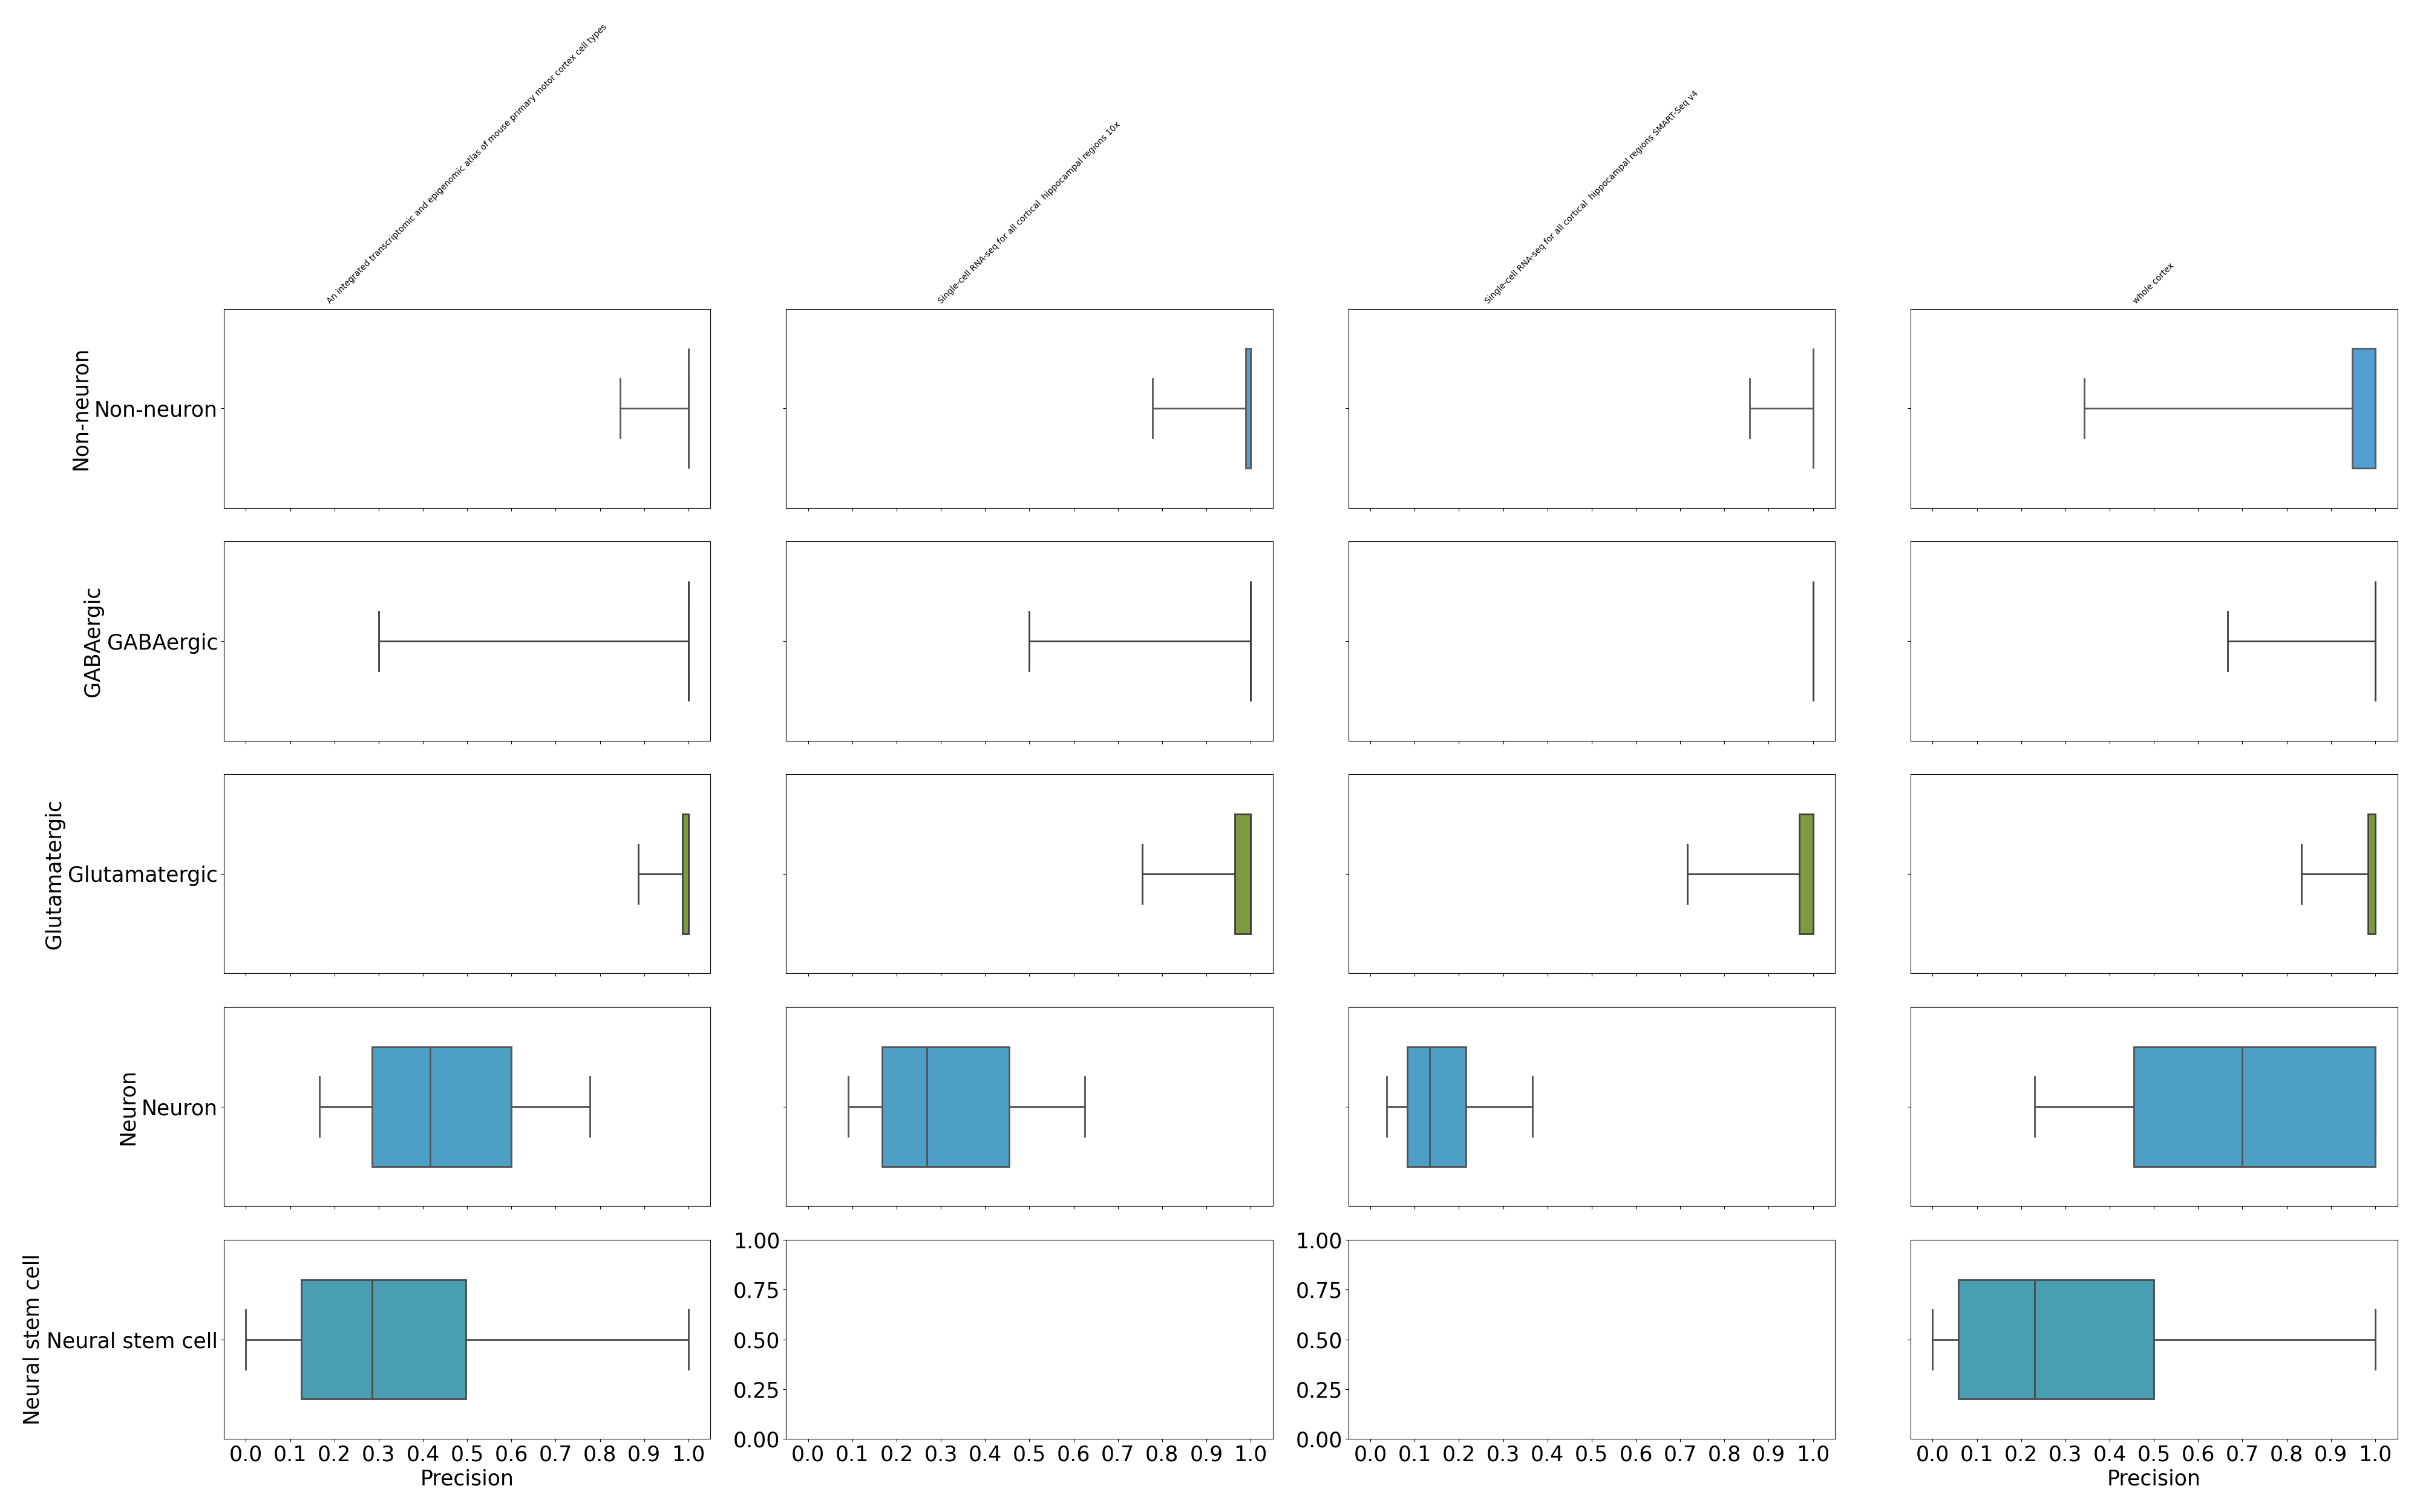 An integrated transcriptomic and epigenomic atlas of mouse primary motor cortex cell types
Single-cell RNA-seq for all cortical  hippocampal regions 10x
Single-cell RNA-seq for all cortical  hippocampal regions SMART-Seq v4
whole cortex
Non-neuron
Non-neuron
GABAergic
GABAergic
Glutamatergic
Glutamatergic
Neuron
Neuron
Neural stem cell
Neural stem cell
1.00
0.75
0.50
0.25
0.00
1.00
0.75
0.50
0.25
0.00
0.0 0.1 0.2 0.3 0.4 0.5 0.6 0.7 0.8 0.9 1.0
0.0 0.1 0.2 0.3 0.4 0.5 0.6 0.7 0.8 0.9 1.0
0.0 0.1 0.2 0.3 0.4 0.5 0.6 0.7 0.8 0.9 1.0
0.0 0.1 0.2 0.3 0.4 0.5 0.6 0.7 0.8 0.9 1.0
Precision
Precision